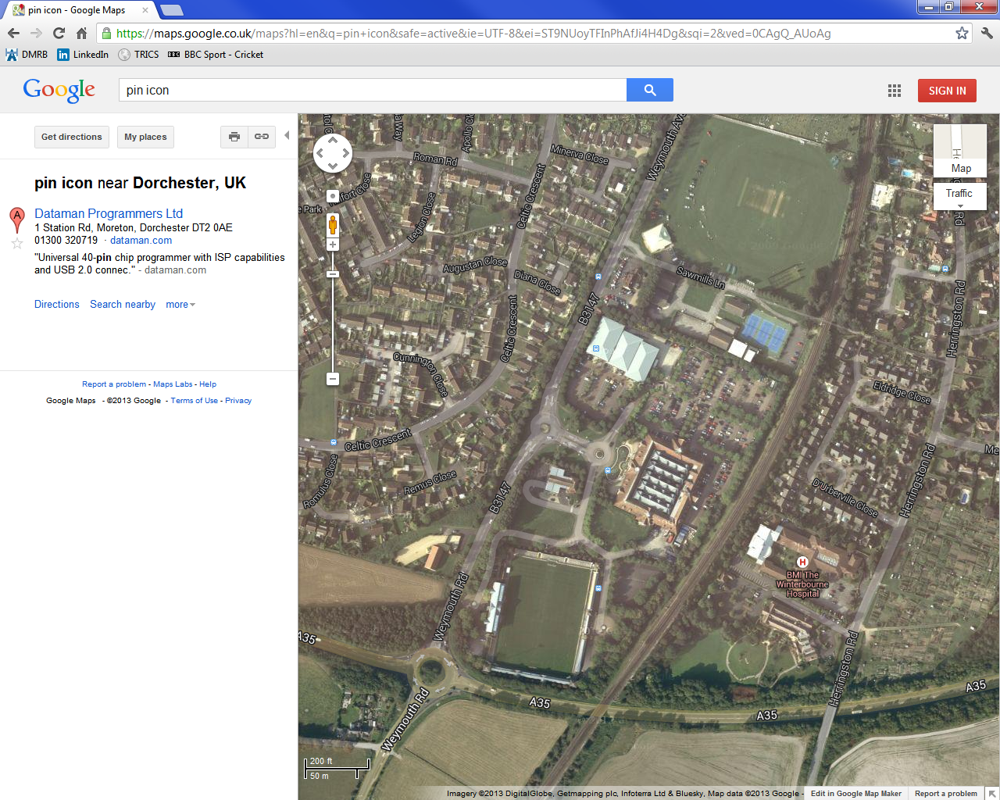 pin icon - Google Maps
https://maps.google.co.uk/maps?hl=en&q=pin+icon&safe=active&ie=UTF-8&ei=ST9NUoyTFInPhAfJi4H4Dg&sqi=2&ved=0CAgQ_AUoAg
DMRB LinkedIn TRICS BBC Sport - Cricket
Google pin icon SIGN IN
Get directions My places
pin icon near Dorchester, UK
A
Dataman Programmers Ltd
1 Station Rd, Moreton, Dorchester DT2 0AE
01300 320719 - dataman.com
"Universal 40-pin chip programmer with ISP capabilities
and USB 2.0 connec." - dataman.com
Directions Search nearby more
Report a problem - Maps Labs - Help
Google Maps - ©2013 Google - Terms of Use - Privacy
Map
Traffic
Roman Rd
Minerva Close
Weymouth Ave
Celtic Crescent
Legion Close
Augustan Close
Diana Close
Sawmills Ln
B3147
Herringston Rd
Celtic Crescent
Cunnington Close
Eldridge Close
Celtic Crescent
Romulus Close
Remus Close
B3147
D'Urberville Close
Herringston Rd
H
BMI The
Winterbourne
Hospital
Weymouth Rd
A35
Herringston Rd
A35
A35
A35
Weymouth Rd
200 ft
50 m
Imagery ©2013 DigitalGlobe, Getmapping plc, Infoterra Ltd & Bluesky, Map data ©2013 Google -
Edit in Google Map Maker
Report a problem